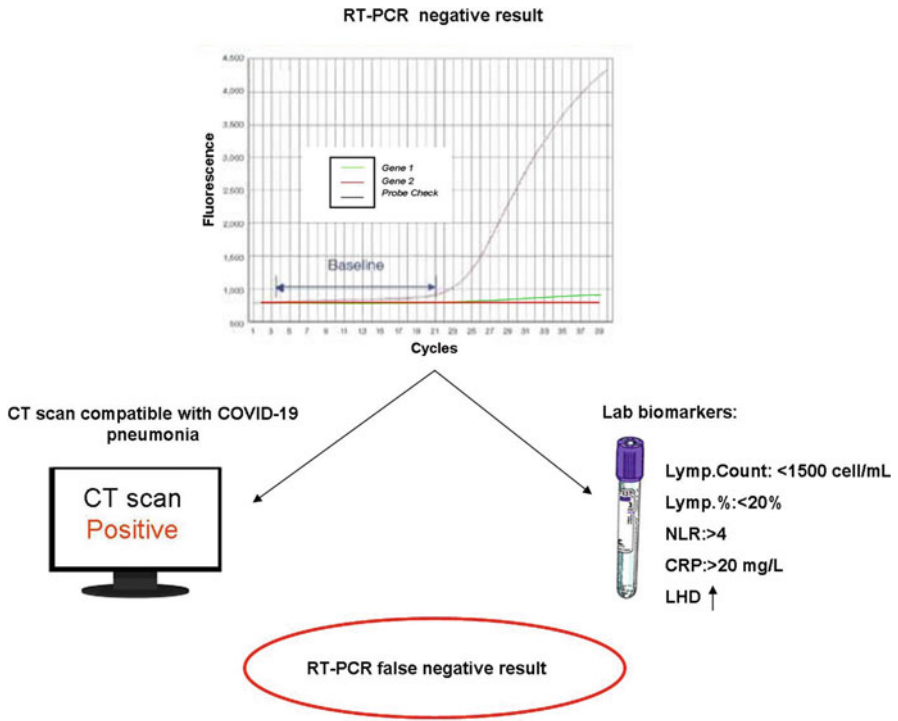 RT-PCR negative result
4,500
4,000
3,500
3,000
2,500
2,000
1,500
1,000
500
Fluorescence
Gene 1
Gene 2
Probe Check
Baseline
1 3 5 7 9 11 13 15 17 19 21 23 25 27 29 31 33 35 37 39
Cycles
CT scan compatible with COVID-19
pneumonia
CT scan
Positive
Lab biomarkers:
Lymp.Count: <1500 cell/mL
Lymp.%:<20%
NLR:>4
CRP:>20 mg/L
LHD ↑
RT-PCR false negative result